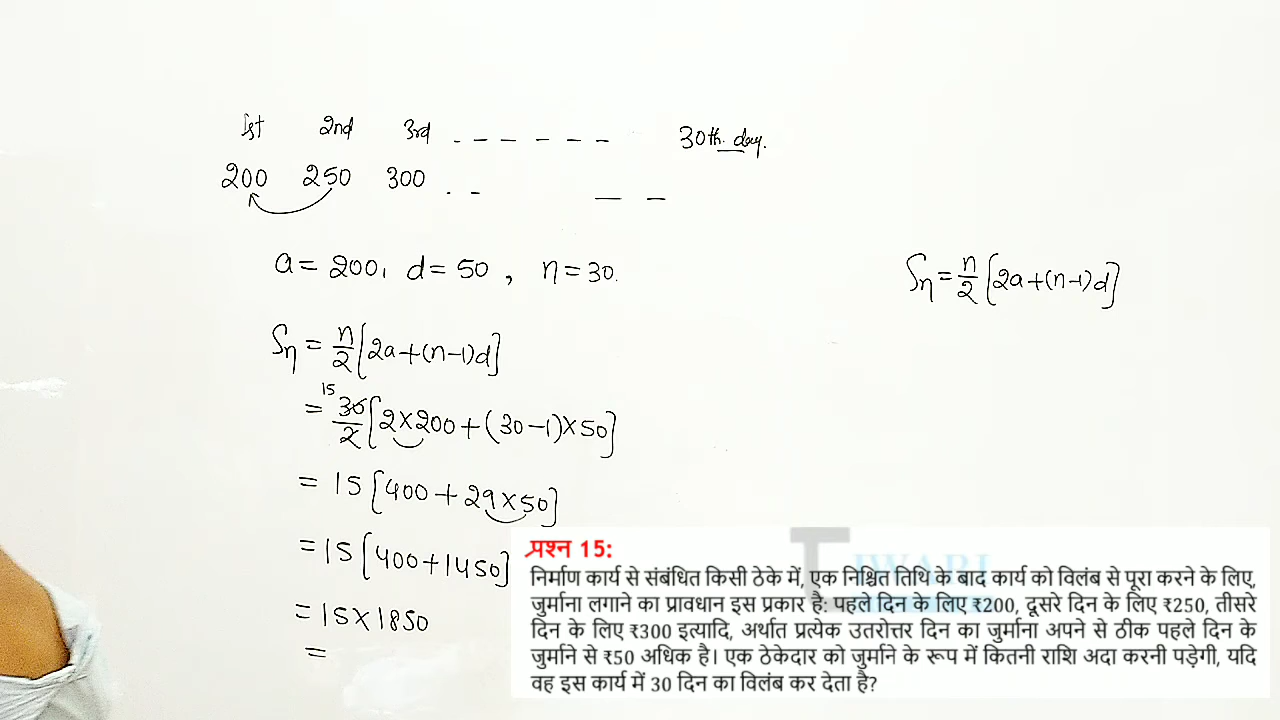 1st 2nd 3rd - - - - - - 30th day.
200 250 300 - - - -
a = 200, d = 50, n = 30.
Sn = n/2 [2a+(n-1)d]
Sn = n/2 [2a+(n-1)d]
= 15 30/2 [2×200+(30-1)×50]
= 15 [400+29×50]
= 15 [400+1450]
= 15×1850
=
TIWARI
प्रश्न 15:
निर्माण कार्य से संबंधित किसी ठेके में, एक निश्चित तिथि के बाद कार्य को विलंब से पूरा करने के लिए,
जुर्माना लगाने का प्रावधान इस प्रकार है: पहले दिन के लिए ₹200, दूसरे दिन के लिए ₹250, तीसरे
दिन के लिए ₹300 इत्यादि, अर्थात प्रत्येक उतरोत्तर दिन का जुर्माना अपने से ठीक पहले दिन के
जुर्माने से ₹50 अधिक है। एक ठेकेदार को जुर्माने के रूप में कितनी राशि अदा करनी पड़ेगी, यदि
वह इस कार्य में 30 दिन का विलंब कर देता है?